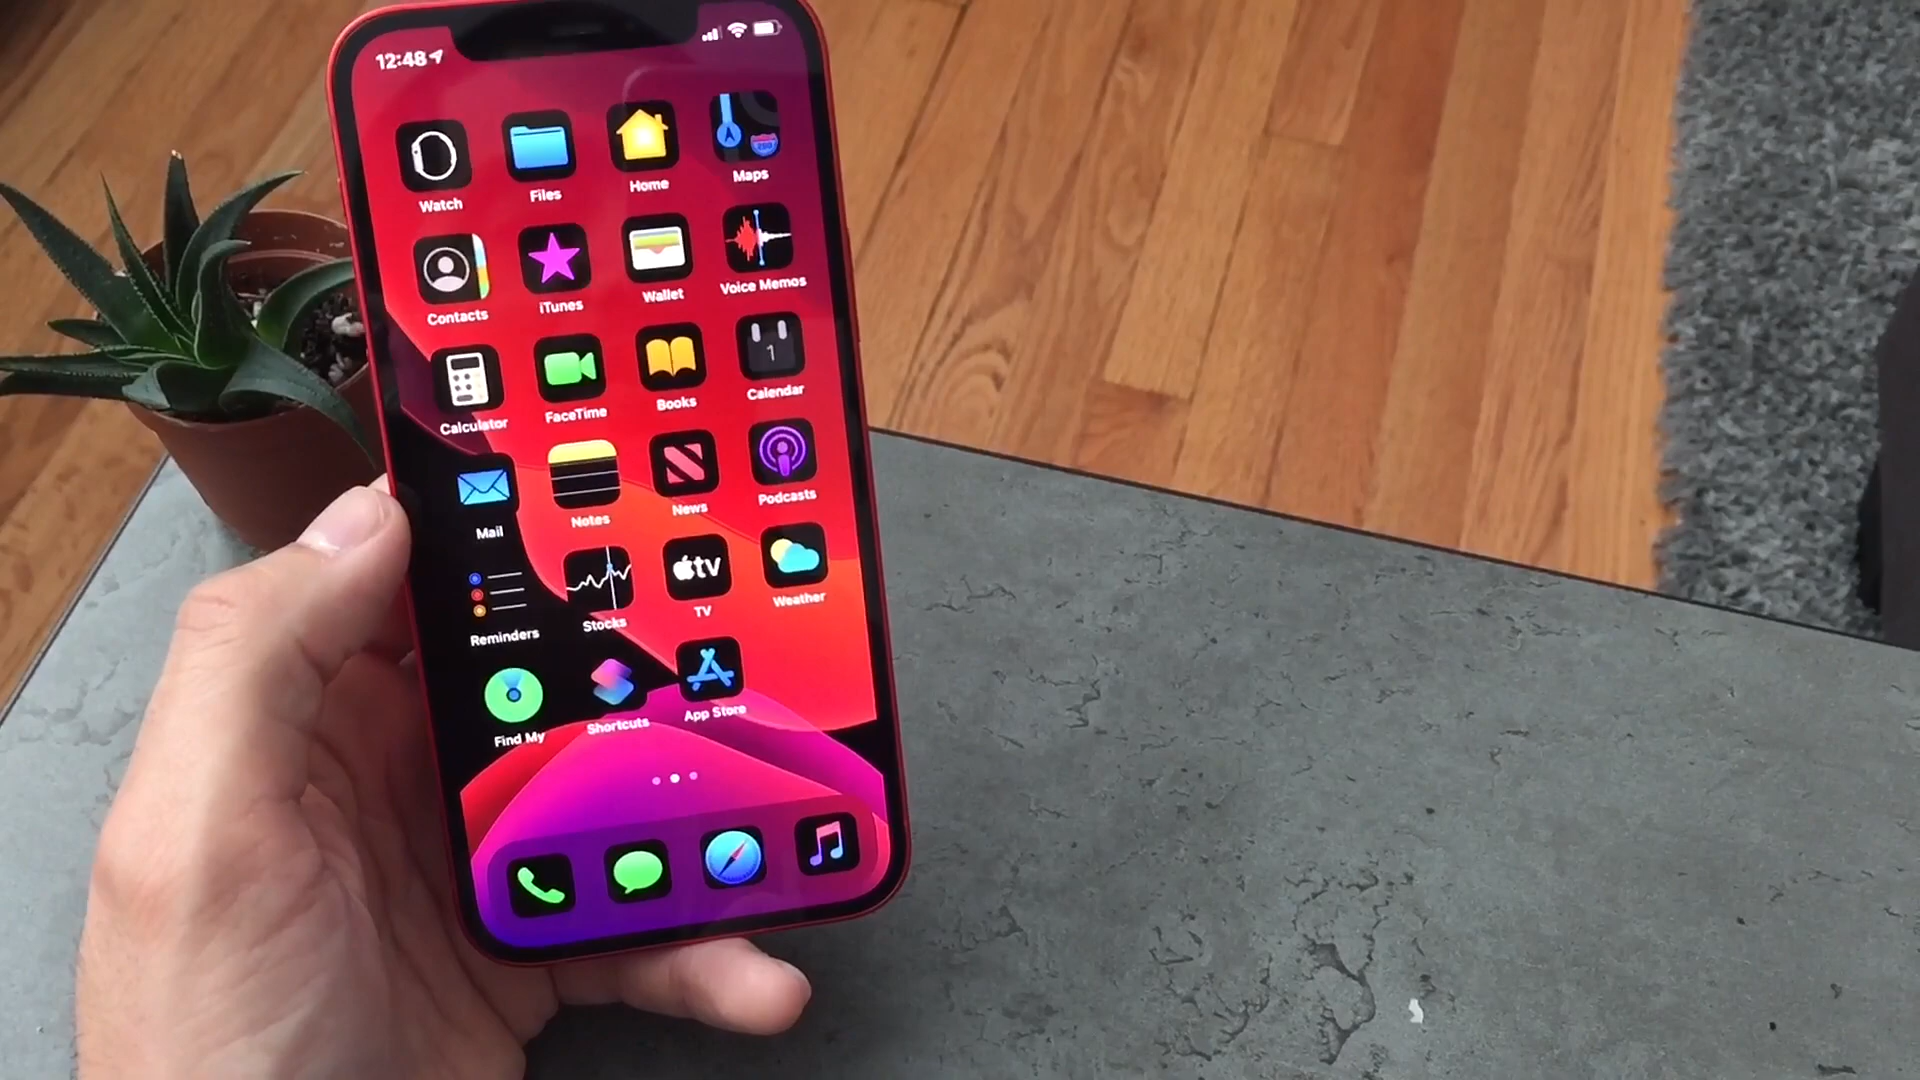 12:48
Watch Files Home Maps
Contacts iTunes Wallet Voice Memos
Calculator FaceTime Books Calendar
1
Mail Notes News Podcasts
tv
Reminders Stocks TV Weather
Find My Shortcuts App Store